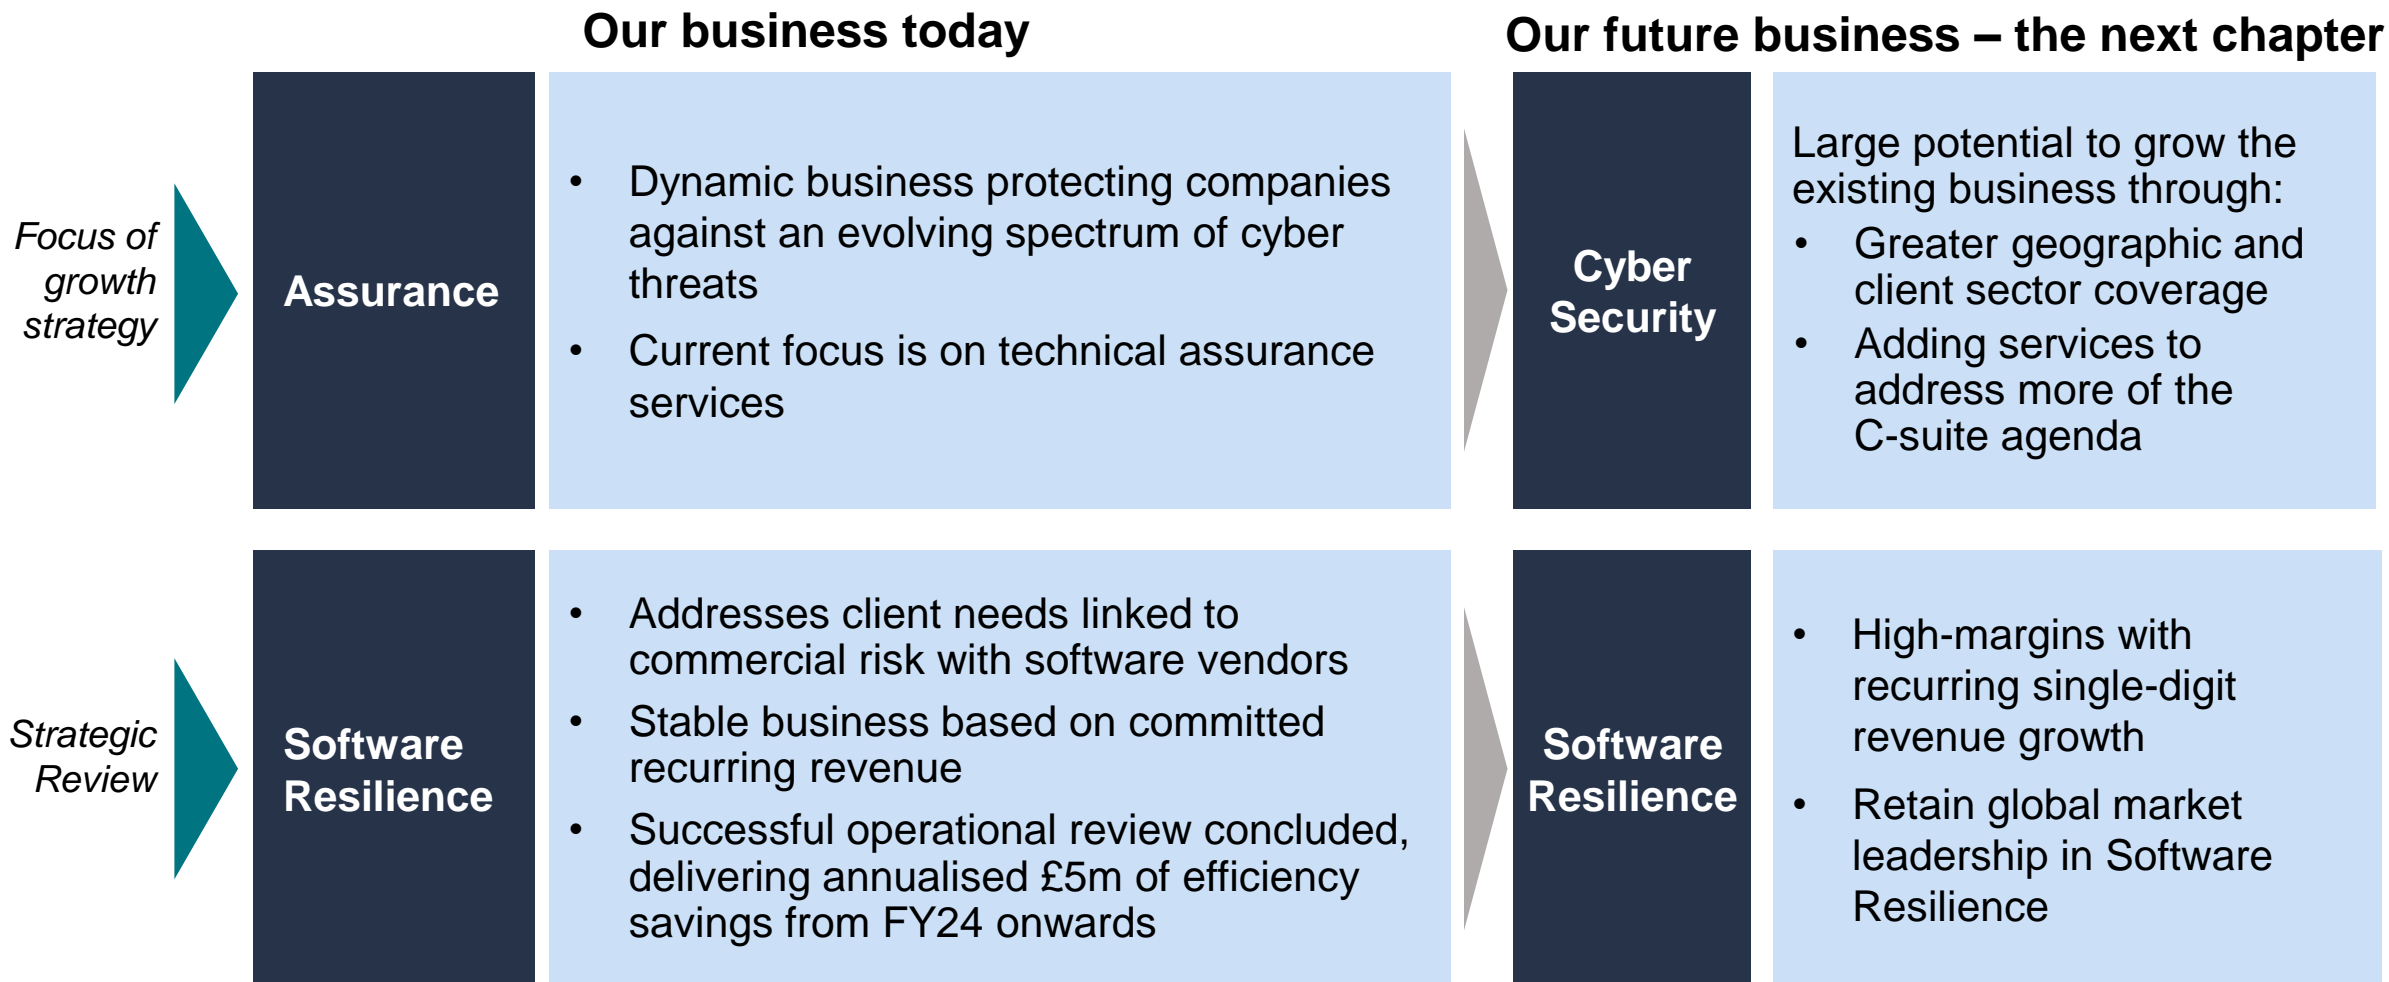 Our business today
Our future business – the next chapter
Focus of
growth
strategy
Assurance
• Dynamic business protecting companies
against an evolving spectrum of cyber
threats
• Current focus is on technical assurance
services
Cyber
Security
Large potential to grow the
existing business through:
• Greater geographic and
client sector coverage
• Adding services to
address more of the
C-suite agenda
Strategic
Review
Software
Resilience
• Addresses client needs linked to
commercial risk with software vendors
• Stable business based on committed
recurring revenue
• Successful operational review concluded,
delivering annualised £5m of efficiency
savings from FY24 onwards
Software
Resilience
• High-margins with
recurring single-digit
revenue growth
• Retain global market
leadership in Software
Resilience